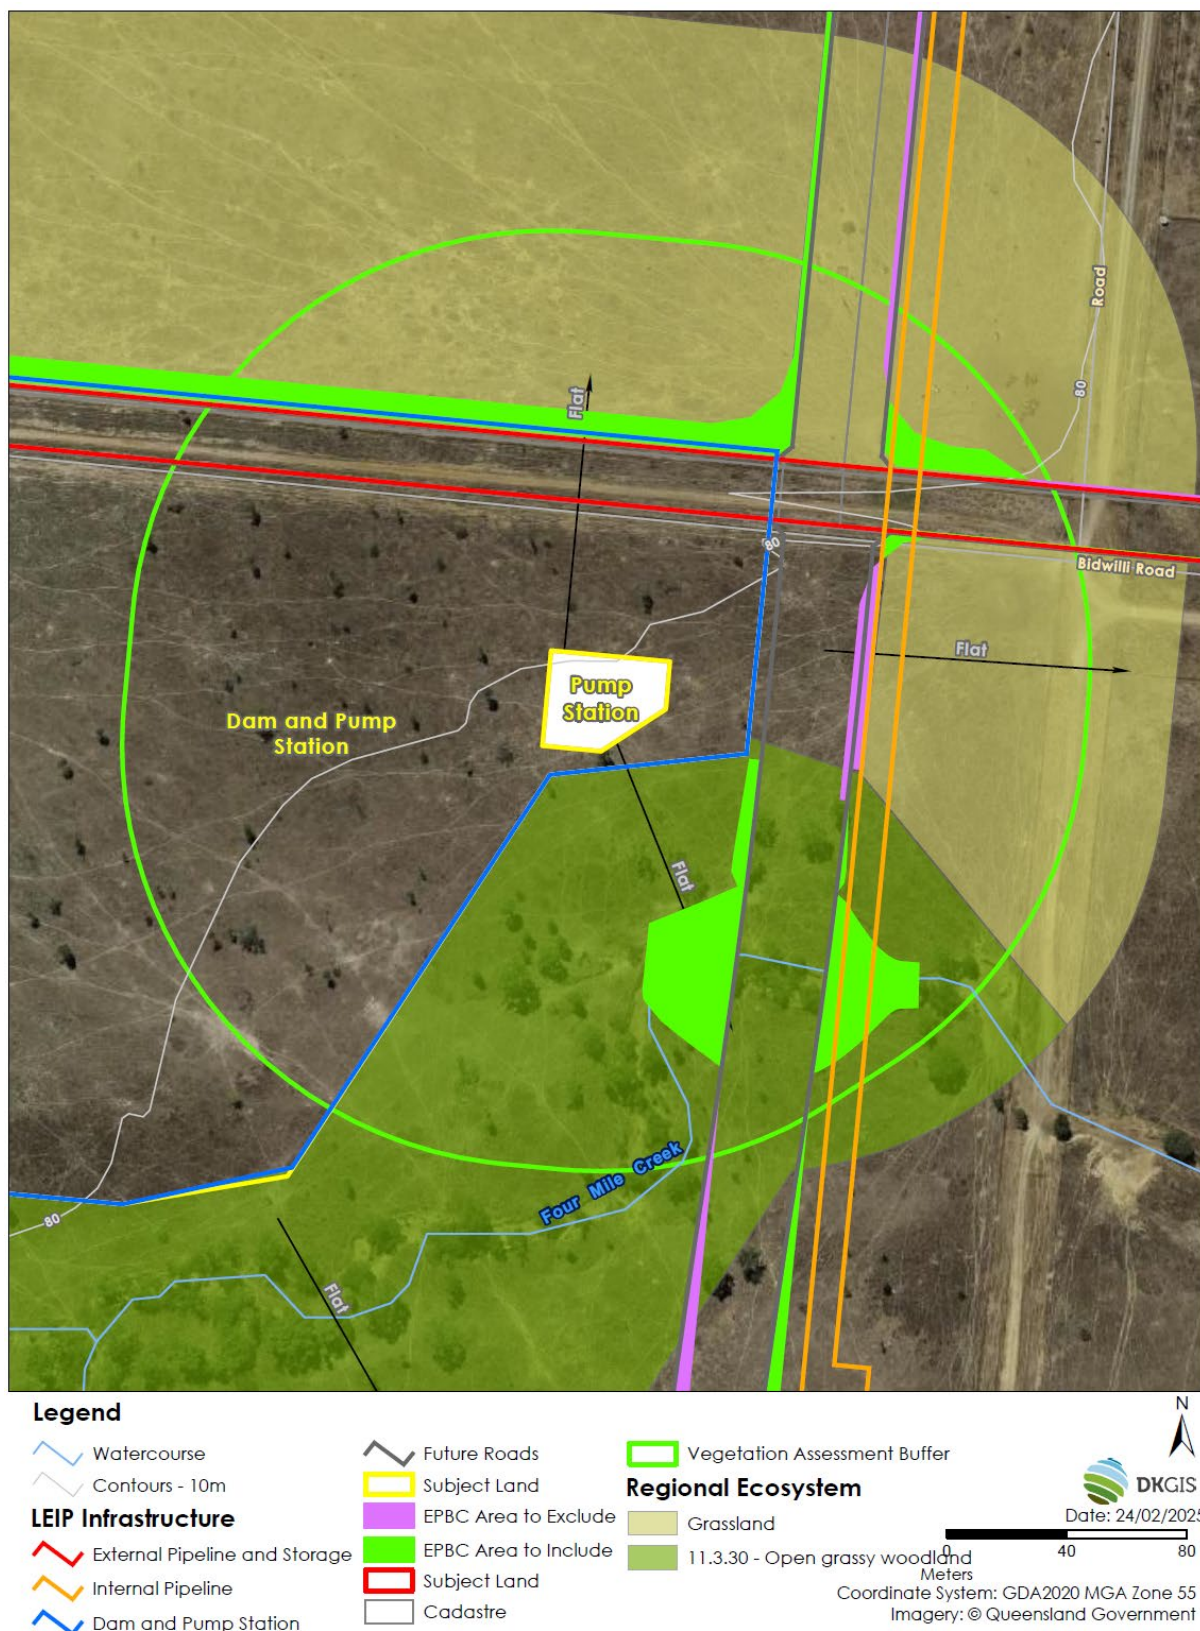 Road
80
Flat
80
Bidwilli Road
Flat
Pump
Station
Dam and Pump
Station
Flat
Four Mile Creek
80
Flat
Legend
Watercourse
Contours - 10m
LEIP Infrastructure
External Pipeline and Storage
Internal Pipeline
Dam and Pump Station
Future Roads
Subject Land
EPBC Area to Exclude
EPBC Area to Include
Subject Land
Cadastre
Vegetation Assessment Buffer
Regional Ecosystem
Grassland
11.3.30 - Open grassy woodland
N
DKGIS
Date: 24/02/2025
0 40 80
Meters
Coordinate System: GDA2020 MGA Zone 55
Imagery: © Queensland Government